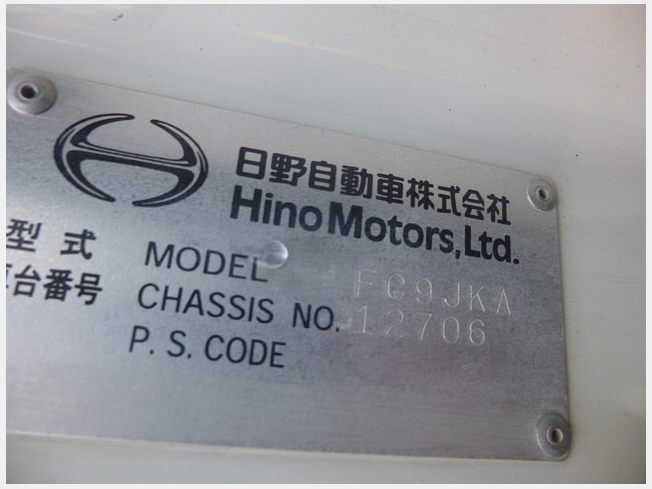 日野自動車株式会社
Hino Motors, Ltd.
型式 MODEL FC9JKA
台番号 CHASSIS NO. 12706
P. S. CODE